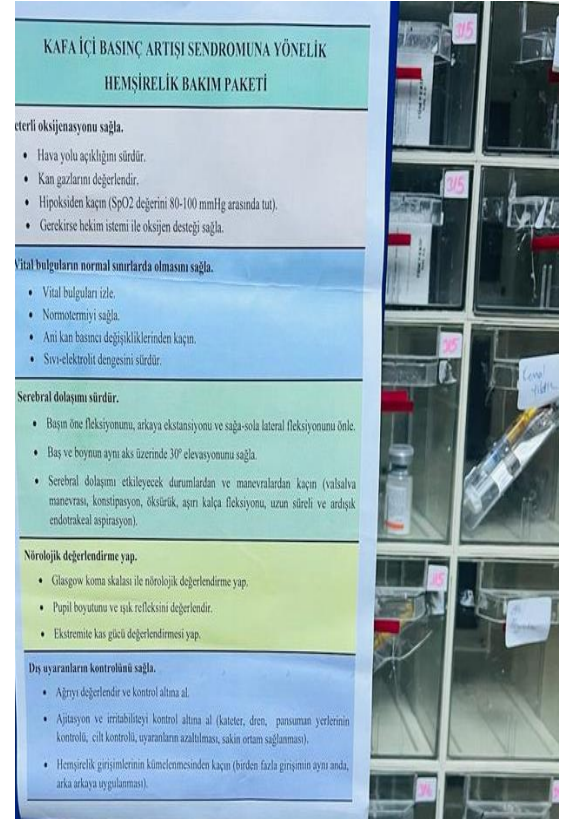 KAFA İÇİ BASINÇ ARTIŞI SENDROMUNA YÖNELİK
HEMŞİRELİK BAKIM PAKETİ
eterli oksijenasyonu sağla.
• Hava yolu açıklığını sürdür.
• Kan gazlarını değerlendir.
• Hipoksiden kaçın (SpO2 değerini 80-100 mmHg arasında tut).
• Gerekirse hekim istemi ile oksijen desteği sağla.
Vital bulguların normal sınırlarda olmasını sağla.
• Vital bulguları izle.
• Normotermiyi sağla.
• Ani kan basıncı değişikliklerinden kaçın.
• Sıvı-elektrolit dengesini sürdür.
Serebral dolaşımı sürdür.
• Başın öne fleksiyonunu, arkaya ekstansiyonu ve sağa-sola lateral fleksiyonunu önle.
• Baş ve boynun aynı aks üzerinde 30° elevasyonunu sağla.
• Serebral dolaşımı etkileyecek durumlardan ve manevralardan kaçın (valsalva
manevrası, konstipasyon, öksürük, aşırı kalça fleksiyonu, uzun süreli ve ardışık
endotrakeal aspirasyon).
Nörolojik değerlendirme yap.
• Glasgow koma skalası ile nörolojik değerlendirme yap.
• Pupil boyutunu ve ışık refleksini değerlendir.
• Ekstremite kas gücü değerlendirmesi yap.
Dış uyaranların kontrolünü sağla.
• Ağrıyı değerlendir ve kontrol altına al.
• Ajitasyon ve irritabiliteyi kontrol altına al (kateter, dren, pansuman yerlerinin
kontrolü, cilt kontrolü, uyaranların azaltılması, sakin ortam sağlanması).
• Hemşirelik girişimlerinin kümelenmesinden kaçın (birden fazla girişimin aynı anda,
arka arkaya uygulanması).
315
315
315
315
316